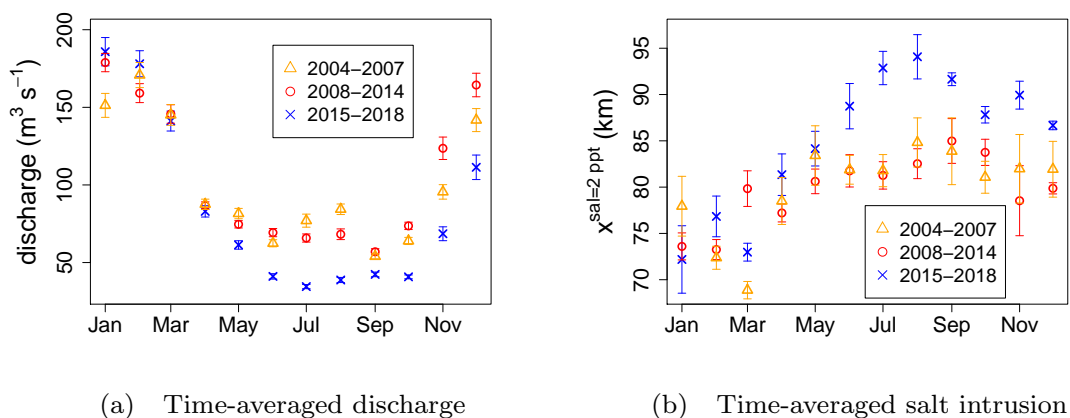 discharge (m³ s⁻¹)
200
150
100
50
Jan Mar May Jul Sep Nov
2004−2007
2008−2014
2015−2018
(a) Time-averaged discharge
x^sal=2 ppt (km)
95
90
85
80
75
70
Jan Mar May Jul Sep Nov
2004−2007
2008−2014
2015−2018
(b) Time-averaged salt intrusion